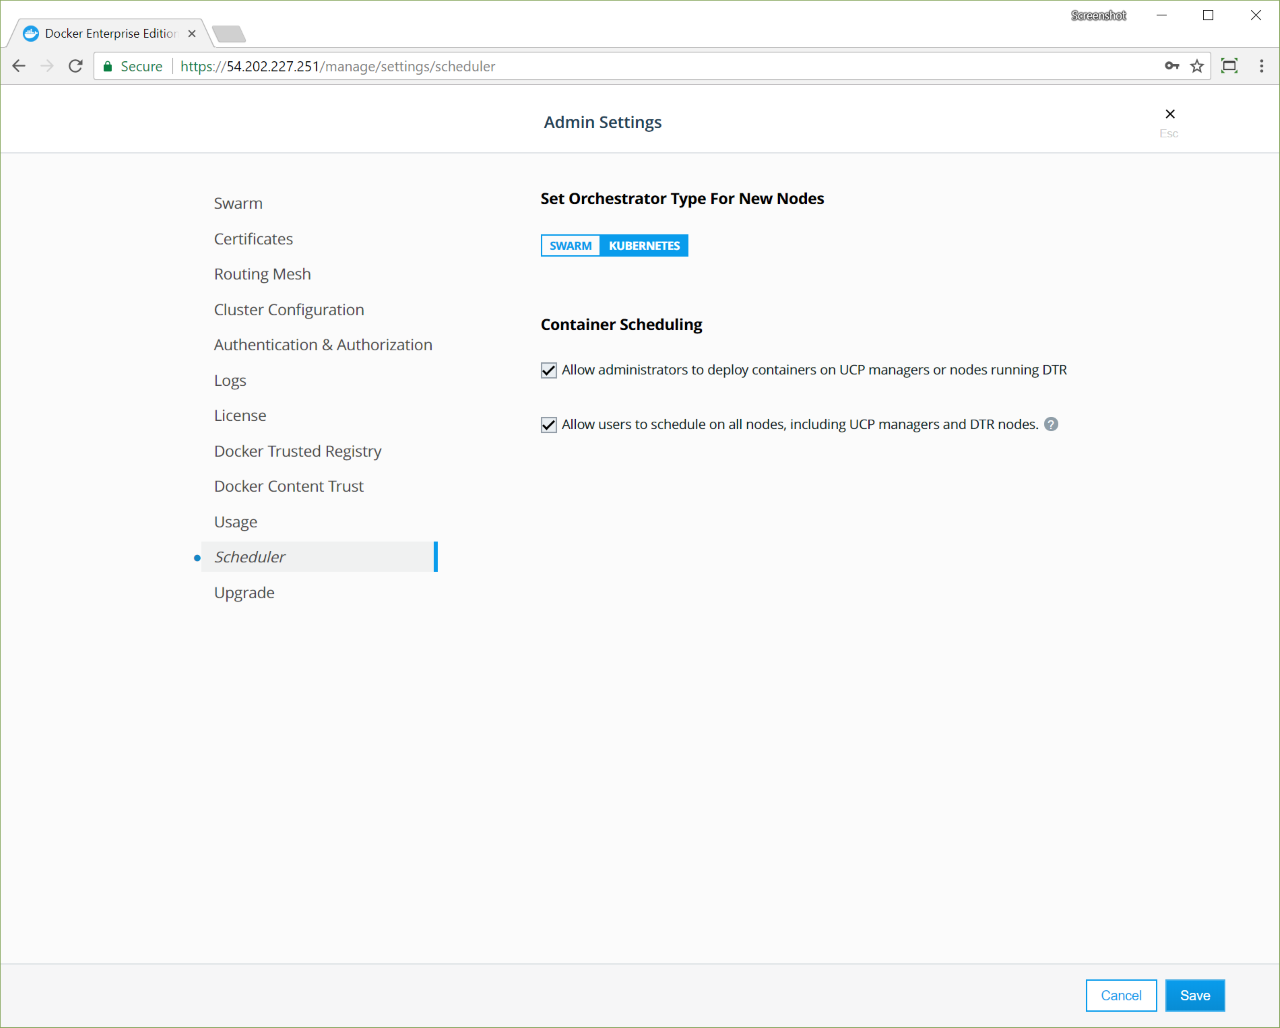 Screenshot
Docker Enterprise Edition
Secure
https://54.202.227.251/manage/settings/scheduler
Admin Settings
Esc
Swarm
Certificates
Routing Mesh
Cluster Configuration
Authentication & Authorization
Logs
License
Docker Trusted Registry
Docker Content Trust
Usage
Scheduler
Upgrade
Set Orchestrator Type For New Nodes
SWARM KUBERNETES
Container Scheduling
Allow administrators to deploy containers on UCP managers or nodes running DTR
Allow users to schedule on all nodes, including UCP managers and DTR nodes. ?
Cancel Save